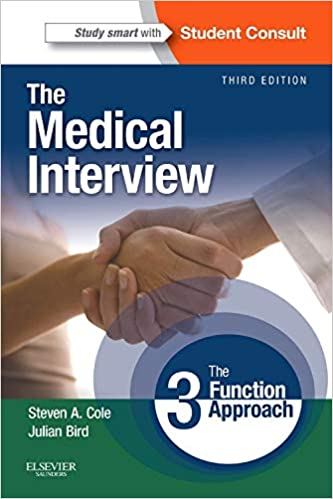 Study smart with Student Consult
THIRD EDITION
The
Medical
Interview
The
3 Function
Approach
Steven A. Cole
Julian Bird
ELSEVIER
SAUNDERS